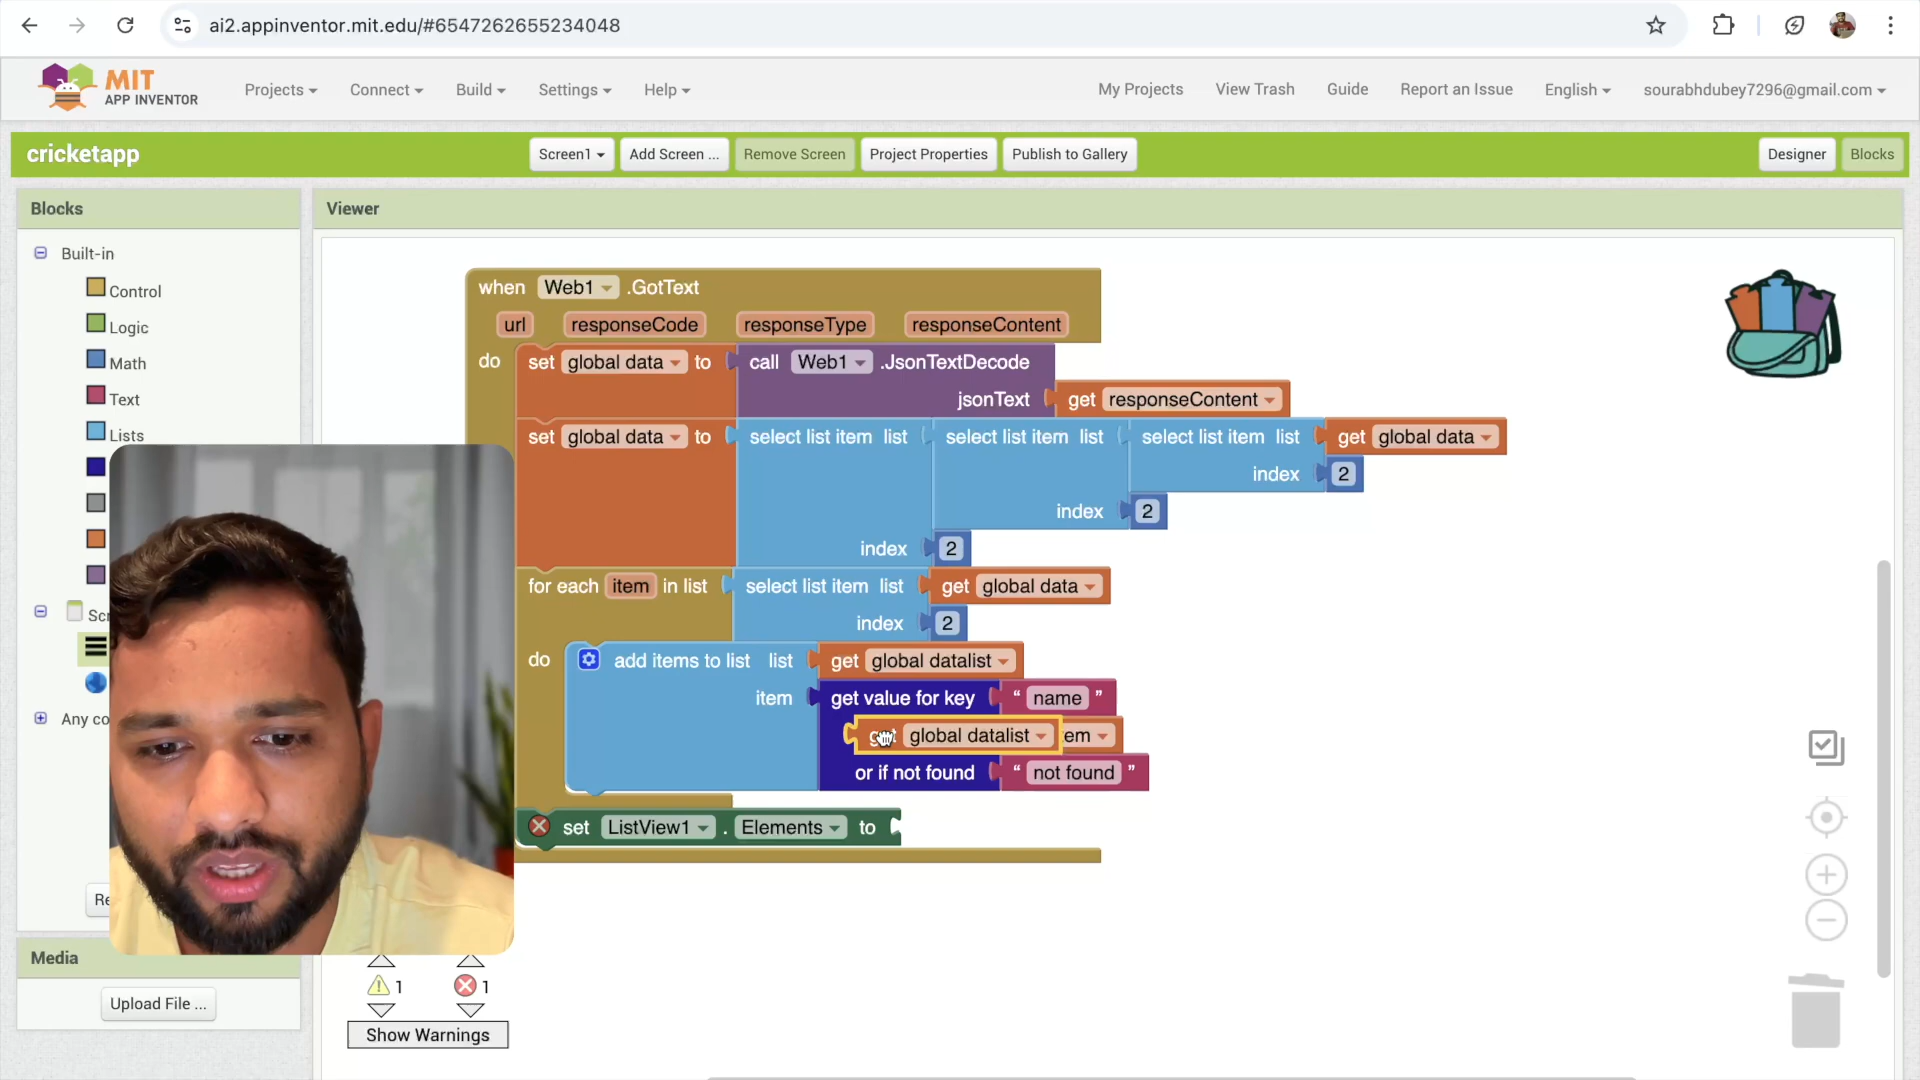 ai2.appinventor.mit.edu/#6547262655234048
MIT
APP INVENTOR
Projects
Connect
Build
Settings
Help
My Projects
View Trash
Guide
Report an Issue
English
sourabhdubey7296@gmail.com
cricketapp
Screen1
Add Screen ...
Remove Screen
Project Properties
Publish to Gallery
Designer
Blocks
Blocks
Viewer
Built-in
Control
Logic
Math
Text
Lists
Any co
Media
Upload File ...
when Web1 .GotText
url responseCode responseType responseContent
do set global data to call Web1 .JsonTextDecode
jsonText get responseContent
set global data to select list item list select list item list select list item list get global data
index 2
index 2
index 2
for each item in list select list item list get global data
index 2
do add items to list list get global datalist
item get value for key " name "
global datalist em
or if not found " not found "
set ListView1 . Elements to
1 1
Show Warnings